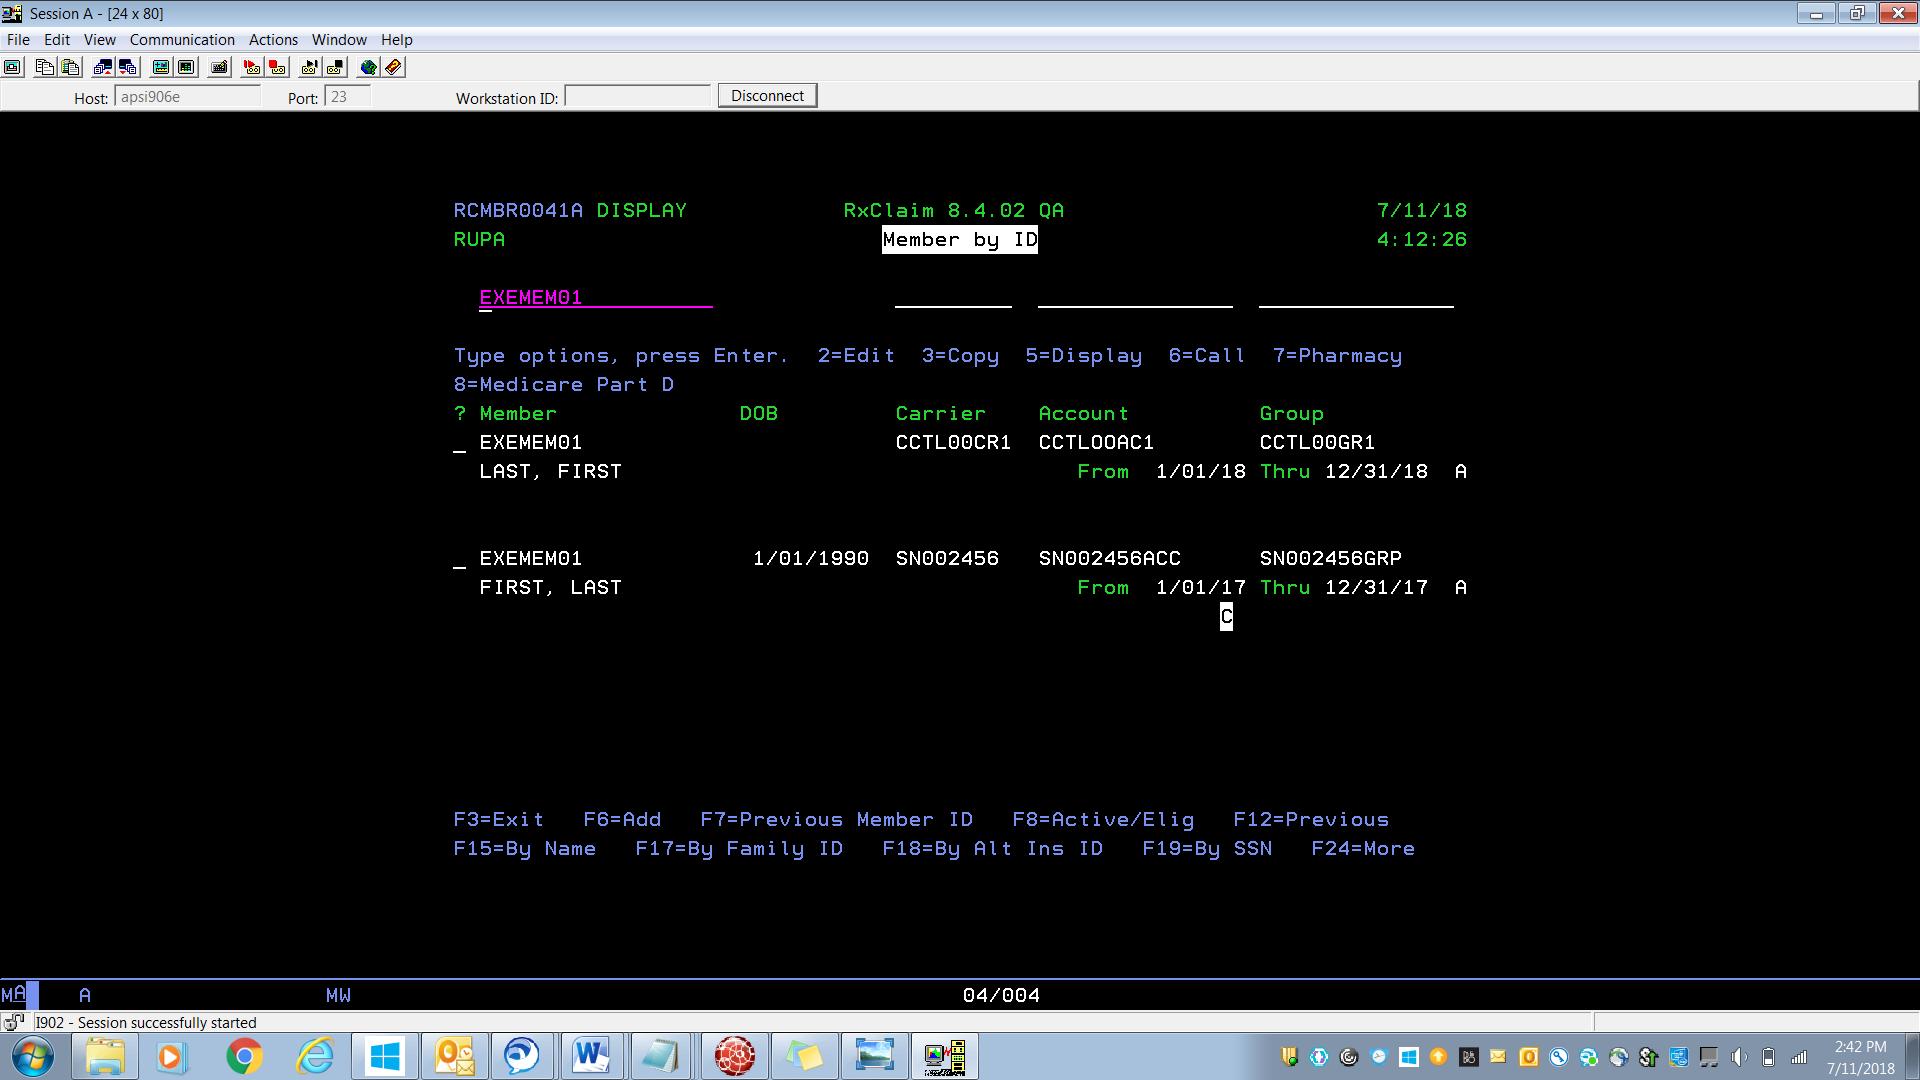 Session A - [24 x 80]
File Edit View Communication Actions Window Help
Host: apsi906e Port: 23 Workstation ID: Disconnect
RCMBR0041A DISPLAY RxClaim 8.4.02 QA 7/11/18
RUPA Member by ID 4:12:26
EXEMEM01
Type options, press Enter. 2=Edit 3=Copy 5=Display 6=Call 7=Pharmacy
8=Medicare Part D
? Member DOB Carrier Account Group
_ EXEMEM01 CCTL00CR1 CCTL00AC1 CCTL00GR1
LAST, FIRST From 1/01/18 Thru 12/31/18 A
_ EXEMEM01 1/01/1990 SN002456 SN002456ACC SN002456GRP
FIRST, LAST From 1/01/17 Thru 12/31/17 A
C
F3=Exit F6=Add F7=Previous Member ID F8=Active/Elig F12=Previous
F15=By Name F17=By Family ID F18=By Alt Ins ID F19=By SSN F24=More
MA A MW 04/004
I902 - Session successfully started
2:42 PM
7/11/2018